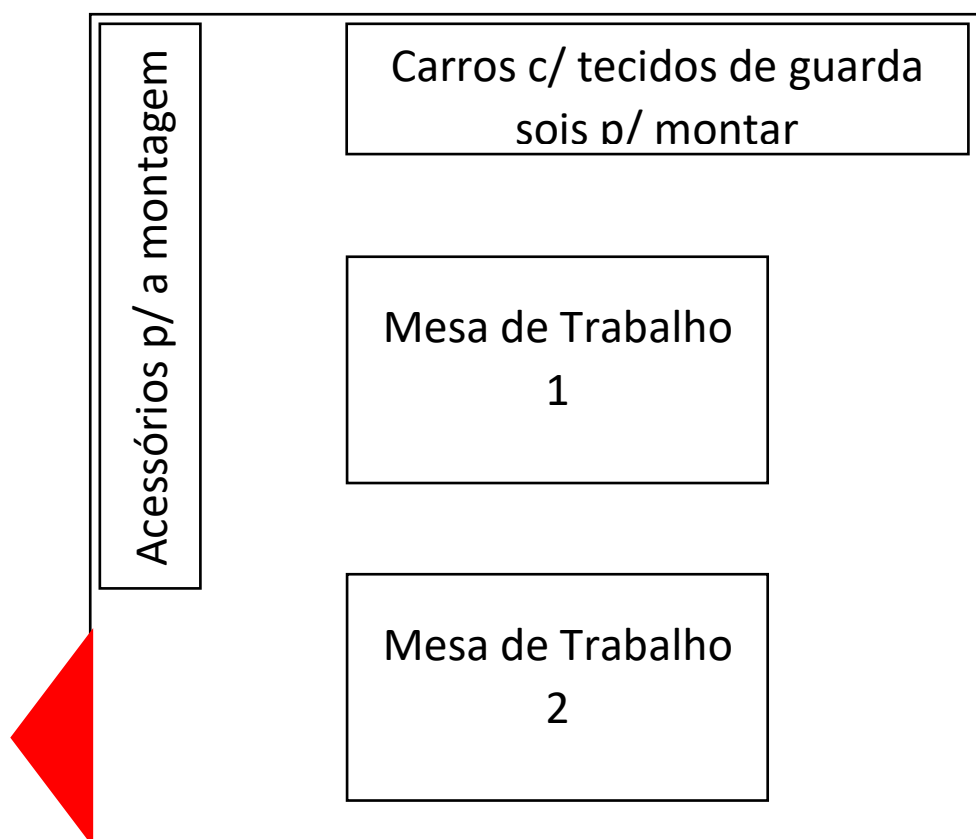 Acessórios p/ a montagem
Carros c/ tecidos de guarda
sois p/ montar
Mesa de Trabalho
1
Mesa de Trabalho
2